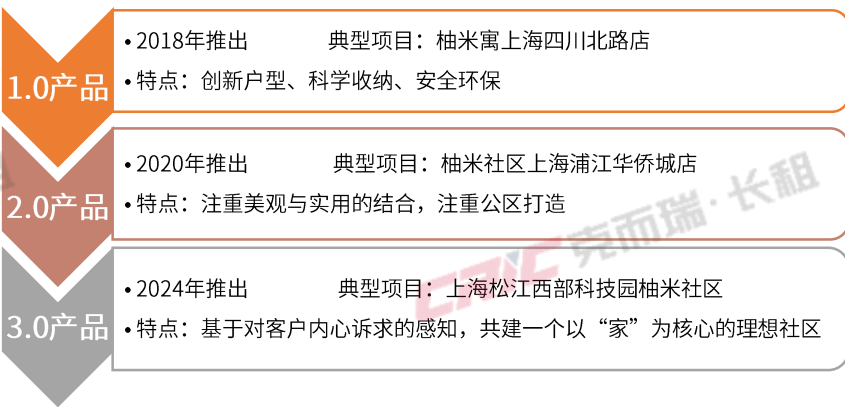 1.0产品
• 2018年推出 典型项目：柚米寓上海四川北路店
• 特点：创新户型、科学收纳、安全环保
2.0产品
• 2020年推出 典型项目：柚米社区上海浦江华侨城店
• 特点：注重美观与实用的结合，注重公区打造
3.0产品
• 2024年推出 典型项目：上海松江西部科技园柚米社区
• 特点：基于对客户内心诉求的感知，共建一个以“家”为核心的理想社区
CRIC 克而瑞·长租